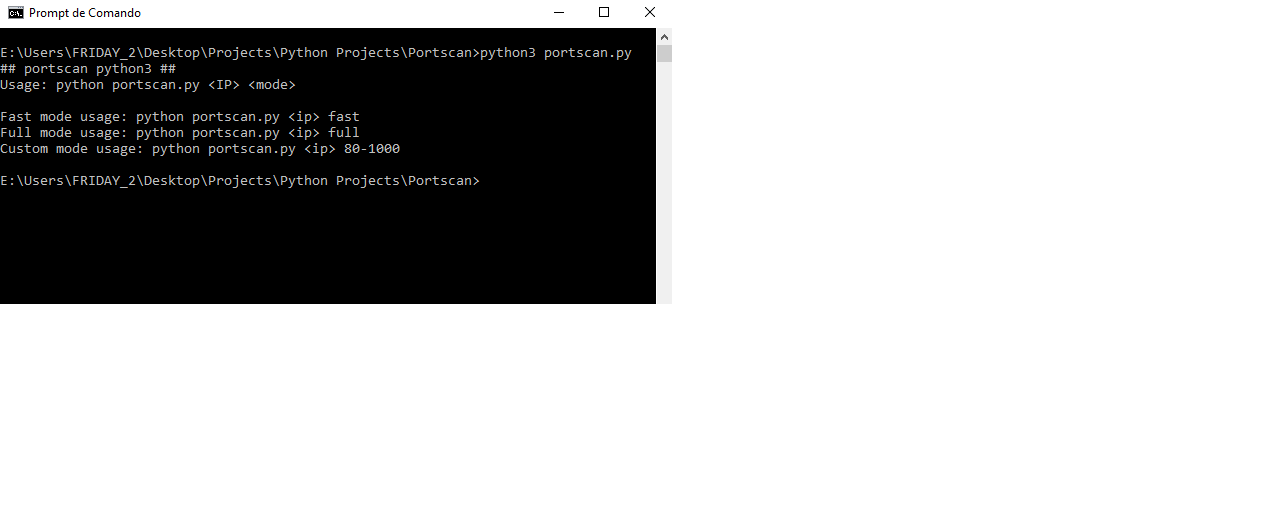 Prompt de Comando
E:\Users\FRIDAY_2\Desktop\Projects\Python Projects\Portscan>python3 portscan.py
## portscan python3 ##
Usage: python portscan.py <IP> <mode>
Fast mode usage: python portscan.py <ip> fast
Full mode usage: python portscan.py <ip> full
Custom mode usage: python portscan.py <ip> 80-1000
E:\Users\FRIDAY_2\Desktop\Projects\Python Projects\Portscan>